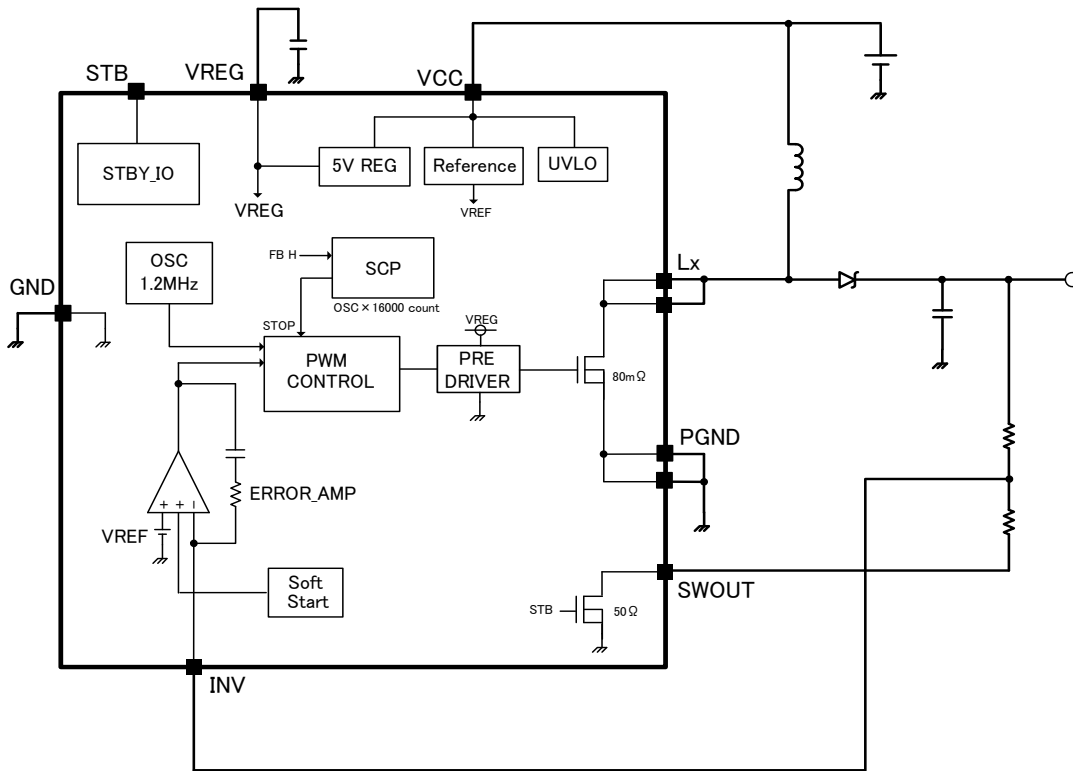 STB
VREG
VCC
STBY_IO
5V REG
Reference
UVLO
VREG
VREF
OSC
1.2MHz
FB H
SCP
OSC×16000 count
Lx
GND
STOP
VREG
PWM
CONTROL
PRE
DRIVER
80mΩ
PGND
ERROR_AMP
VREF
Soft
Start
STB
50Ω
SWOUT
INV